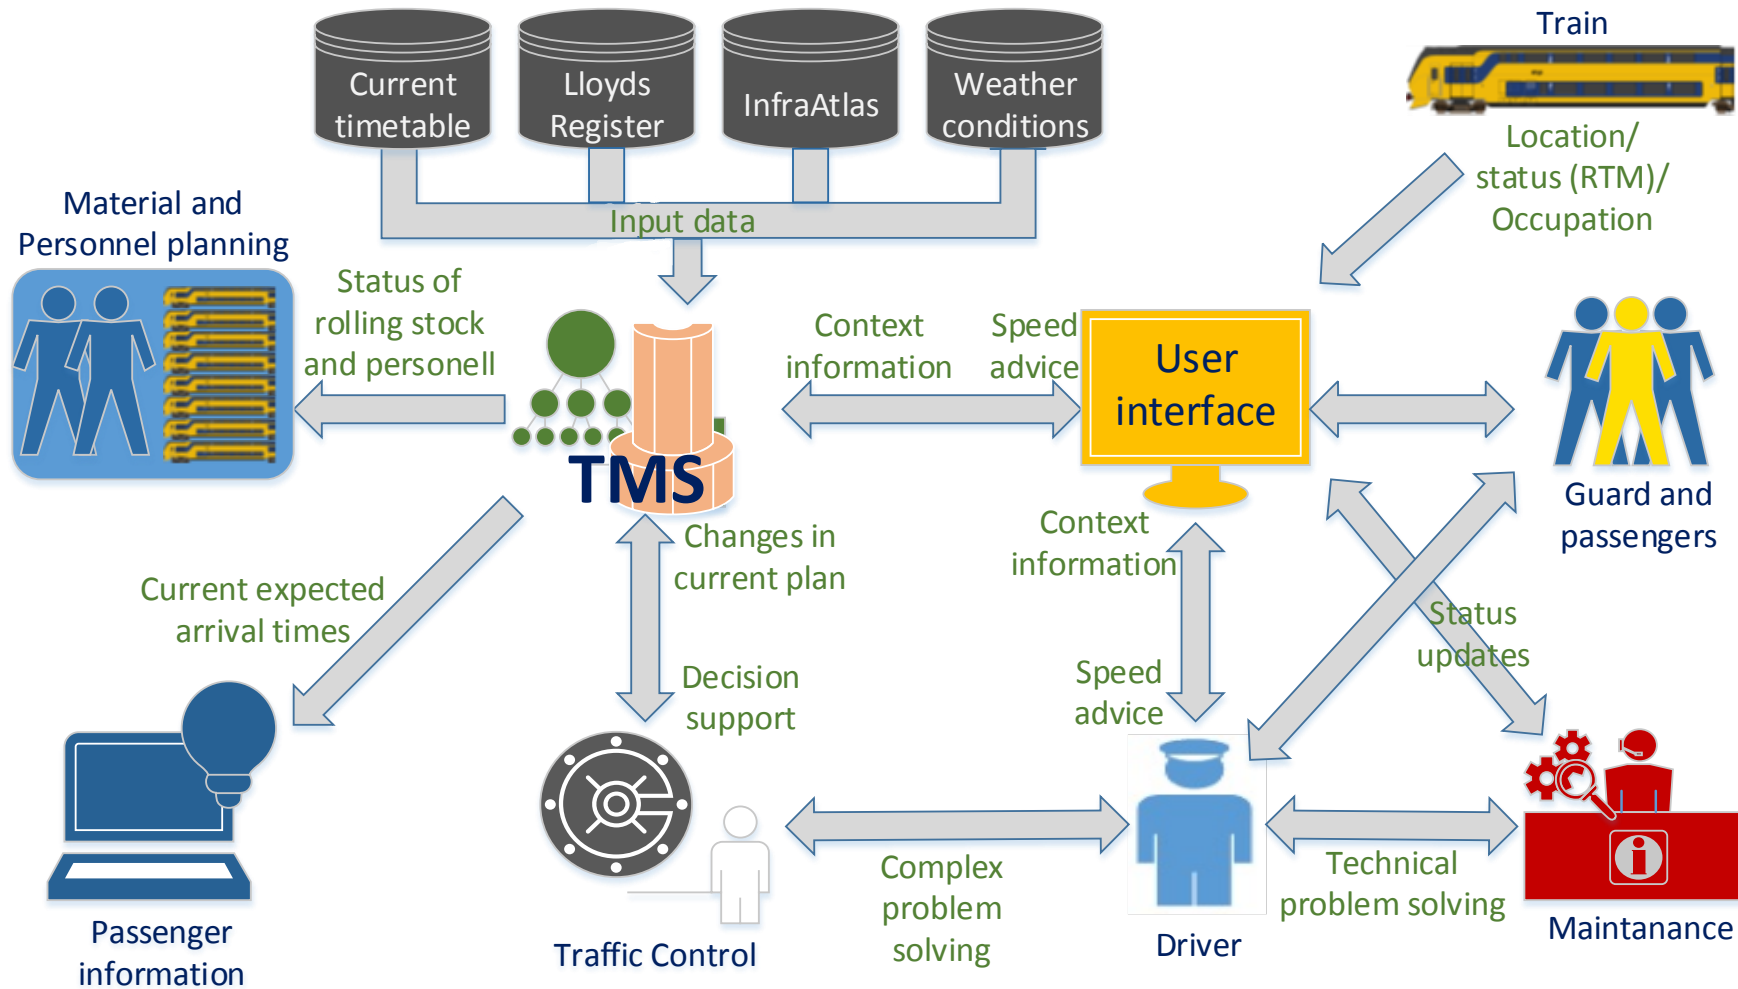 Current
timetable
Lloyds
Register
InfraAtlas
Weather
conditions
Train
Location/
status (RTM)/
Occupation
Input data
Material and
Personnel planning
Status of
rolling stock
and personell
TMS
Context
information
Speed
advice
User
interface
Guard and
passengers
Changes in
current plan
Decision
support
Context
information
Speed
advice
Status
updates
Current expected
arrival times
Passenger
information
Traffic Control
Complex
problem
solving
Driver
Technical
problem solving
i
Maintanance